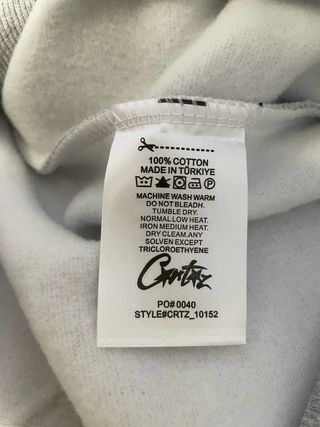 100% COTTON
MADE IN TÜRKIYE
MACHINE WASH WARM
DO NOT BLEADH.
TUMBLE DRY.
NORMAL LOW HEAT.
IRON MEDIUM HEAT.
DRY CLEAM.ANY
SOLVEN EXCEPT
TRICLOROETHYENE
Crtz
PO# 0040
STYLE#CRTZ_10152